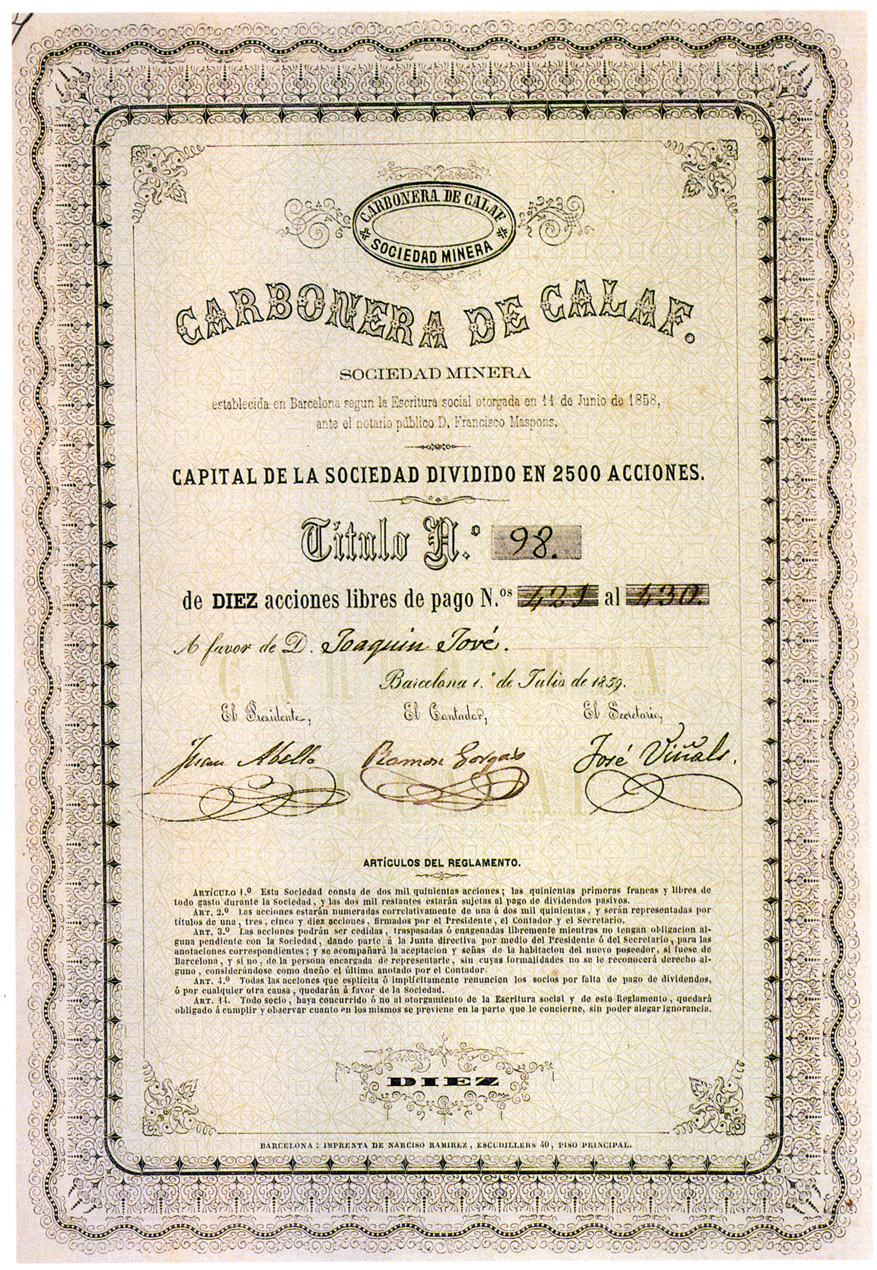 CARBONERA DE CALAF
SOCIEDAD MINERA
CARBONERA DE CALAF.
SOCIEDAD MINERA
establecida en Barcelona segun la Escritura social otorgada en 11 de Junio de 1858,
ante el notario público D. Francisco Maspons.
CAPITAL DE LA SOCIEDAD DIVIDIDO EN 2500 ACCIONES.
Título N.º 98.
de DIEZ acciones libres de pago N.os 421 al 430.
A favor de D. Joaquin Jové.
Barcelona 1.º de Julio de 1859.
El Presidente, El Contador, El Secretario,
Juan Abello Ramon José Viñals.
ARTÍCULOS DEL REGLAMENTO.
ARTÍCULO 1.º Esta Sociedad consta de dos mil quinientas acciones; las quinientas primeras francas y libres de
todo gasto durante la Sociedad, y las dos mil restantes estarán sujetas al pago de dividendos pasivos.
ART. 2.º Las acciones estarán numeradas correlativamente de una á dos mil quinientas, y serán representadas por
títulos de una, tres, cinco y diez acciones, firmados por el Presidente, el Contador y el Secretario.
ART. 3.º Las acciones podrán ser cedidas, traspasadas ó enagenadas libremente mientras no tengan obligacion al-
guna pendiente con la Sociedad, dando parte á la Junta directiva por medio del Presidente ó del Secretario, para las
anotaciones correspondientes; y se acompañará la aceptacion y señas de la habitacion del nuevo poseedor, si fuese de
Barcelona, y si no, de la persona encargada de representarle, sin cuyas formalidades no se le reconocerá derecho al-
guno, considerándose como dueño el último anotado por el Contador.
ART. 4.º Todas las acciones que esplícita ó implícitamente renuncien los socios por falta de pago de dividendos,
ó por cualquier otra causa, quedarán á favor de la Sociedad.
ART. 14. Todo socio, haya concurrido ó no al otorgamiento de la Escritura social y de este Reglamento, quedará
obligado á cumplir y observar cuanto en los mismos se previene en la parte que le concierne, sin poder alegar ignorancia.
DIEZ
BARCELONA: IMPRENTA DE NARCISO RAMIREZ, ESCUDILLERS 40, PISO PRINCIPAL.